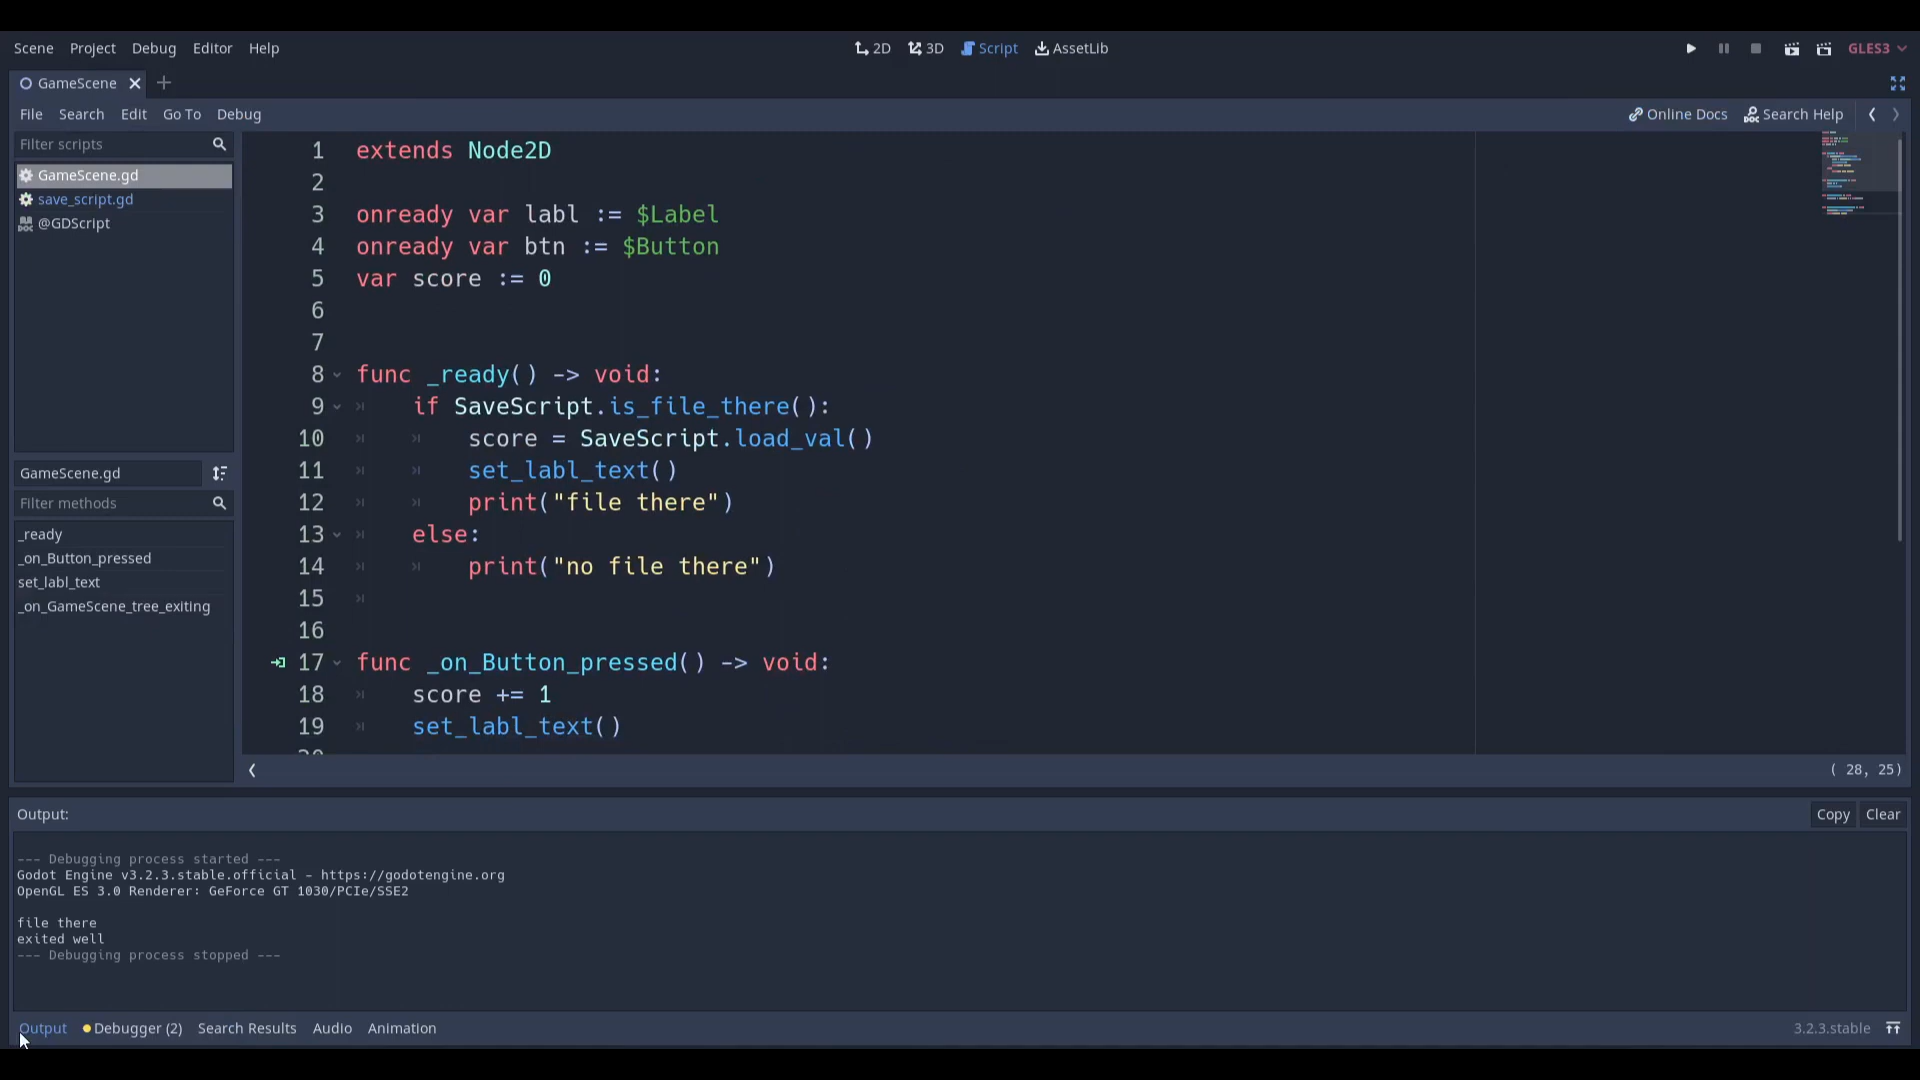 Scene Project Debug Editor Help 2D 3D Script AssetLib GLES3
GameScene
File Search Edit Go To Debug Online Docs Search Help
Filter scripts
GameScene.gd
save_script.gd
@GDScript
GameScene.gd
Filter methods
_ready
_on_Button_pressed
set_labl_text
_on_GameScene_tree_exiting
1 extends Node2D
2
3 onready var labl := $Label
4 onready var btn := $Button
5 var score := 0
6
7
8 func _ready() -> void:
9 if SaveScript.is_file_there():
10 score = SaveScript.load_val()
11 set_labl_text()
12 print("file there")
13 else:
14 print("no file there")
15
16
17 func _on_Button_pressed() -> void:
18 score += 1
19 set_labl_text()
( 28, 25)
Output: Copy Clear
--- Debugging process started ---
Godot Engine v3.2.3.stable.official - https://godotengine.org
OpenGL ES 3.0 Renderer: GeForce GT 1030/PCIe/SSE2
file there
exited well
--- Debugging process stopped ---
Output Debugger (2) Search Results Audio Animation 3.2.3.stable